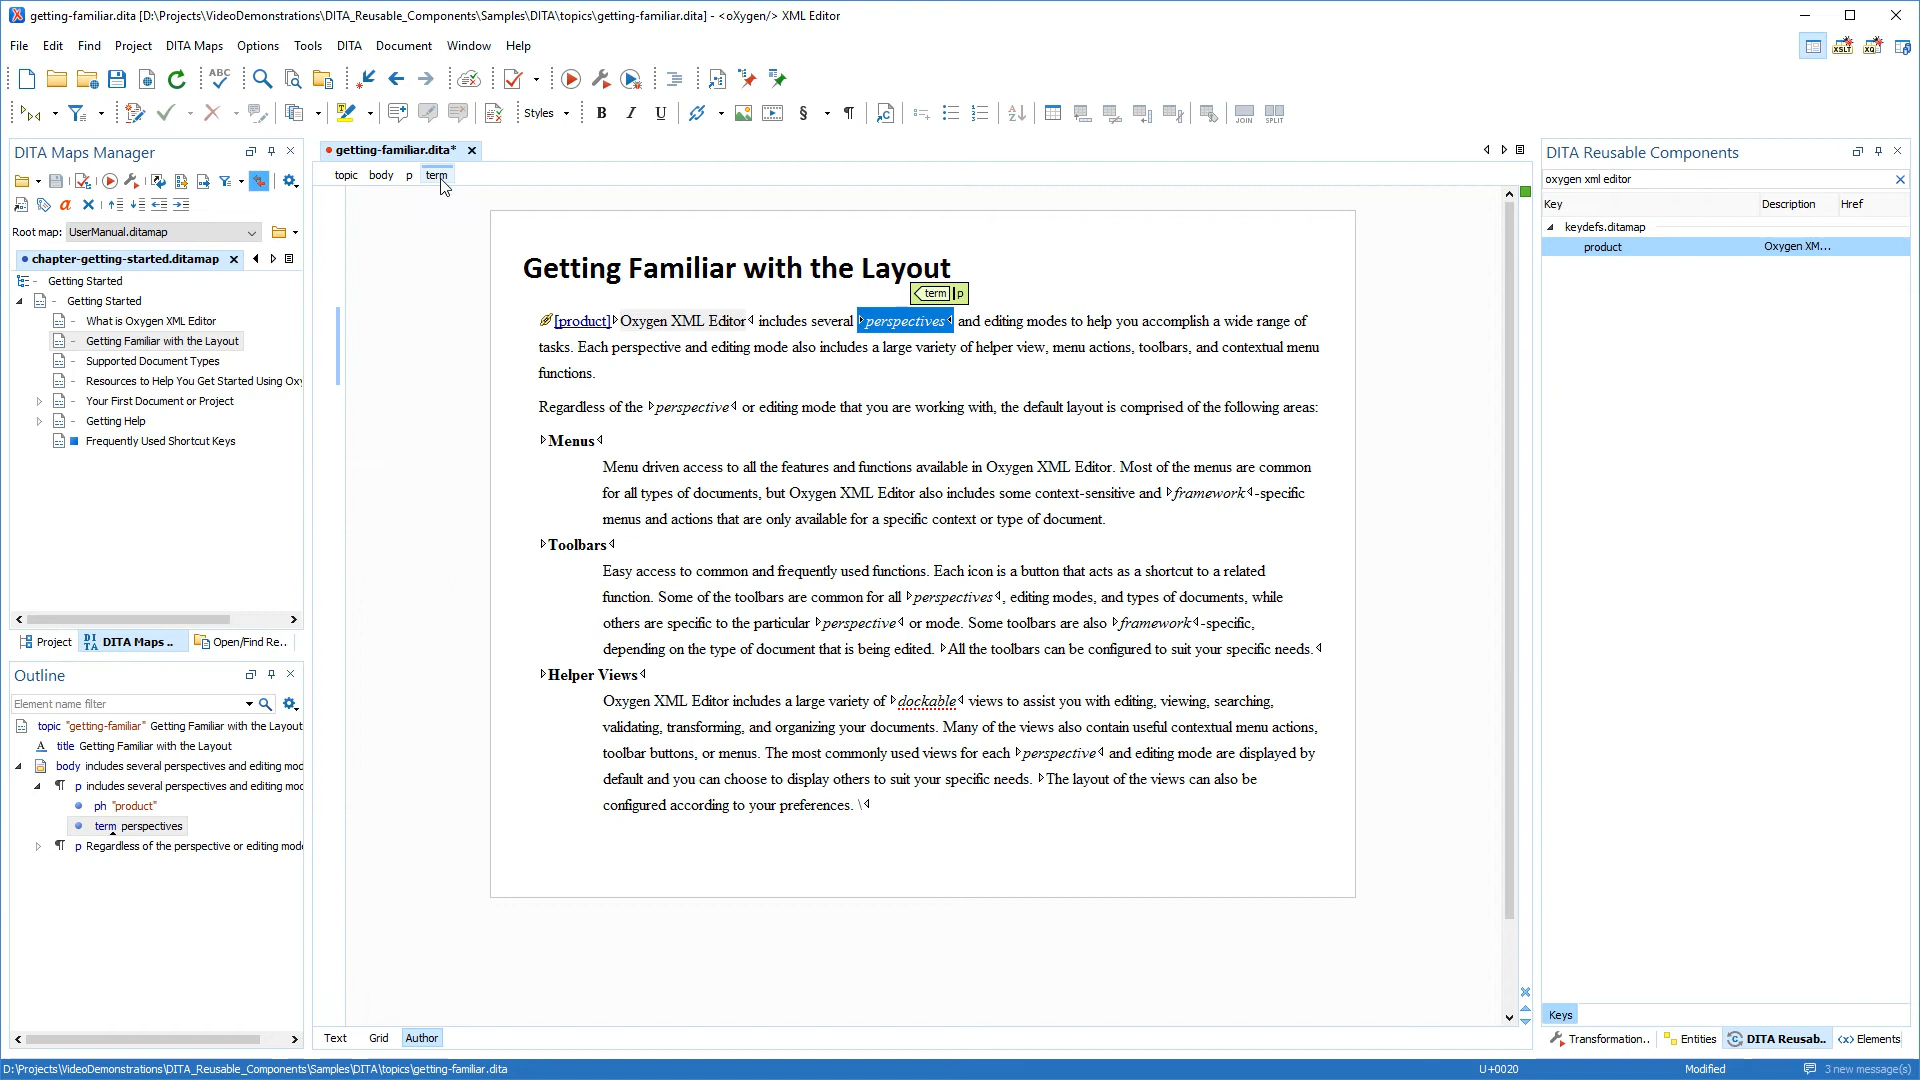 getting-familiar.dita [D:\Projects\VideoDemonstrations\DITA_Reusable_Components\Samples\DITA\topics\getting-familiar.dita] - <oXygen/> XML Editor
File Edit Find Project DITA Maps Options Tools DITA Document Window Help
XSLT XQ
ABC
Styles B I U § ¶ JOIN SPLIT
DITA Maps Manager
Root map: UserManual.ditamap
chapter-getting-started.ditamap
Getting Started
Getting Started
What is Oxygen XML Editor
Getting Familiar with the Layout
Supported Document Types
Resources to Help You Get Started Using Oxy
Your First Document or Project
Getting Help
Frequently Used Shortcut Keys
Project DITA Maps .. Open/Find Re..
Outline
Element name filter
topic "getting-familiar" Getting Familiar with the Layout
title Getting Familiar with the Layout
body includes several perspectives and editing mod
p includes several perspectives and editing mod
ph "product"
term perspectives
p Regardless of the perspective or editing mode
getting-familiar.dita*
topic body p term
Getting Familiar with the Layout
term p
[product] Oxygen XML Editor includes several perspectives and editing modes to help you accomplish a wide range of
tasks. Each perspective and editing mode also includes a large variety of helper view, menu actions, toolbars, and contextual menu
functions.
Regardless of the perspective or editing mode that you are working with, the default layout is comprised of the following areas:
Menus
Menu driven access to all the features and functions available in Oxygen XML Editor. Most of the menus are common
for all types of documents, but Oxygen XML Editor also includes some context-sensitive and framework-specific
menus and actions that are only available for a specific context or type of document.
Toolbars
Easy access to common and frequently used functions. Each icon is a button that acts as a shortcut to a related
function. Some of the toolbars are common for all perspectives, editing modes, and types of documents, while
others are specific to the particular perspective or mode. Some toolbars are also framework-specific,
depending on the type of document that is being edited. All the toolbars can be configured to suit your specific needs.
Helper Views
Oxygen XML Editor includes a large variety of dockable views to assist you with editing, viewing, searching,
validating, transforming, and organizing your documents. Many of the views also contain useful contextual menu actions,
toolbar buttons, or menus. The most commonly used views for each perspective and editing mode are displayed by
default and you can choose to display others to suit your specific needs. The layout of the views can also be
configured according to your preferences. \
Text Grid Author
DITA Reusable Components
oxygen xml editor
Key Description Href
keydefs.ditamap
product Oxygen XM...
Keys
Transformation.. Entities DITA Reusab.. Elements
D:\Projects\VideoDemonstrations\DITA_Reusable_Components\Samples\DITA\topics\getting-familiar.dita U+0020 Modified 3 new message(s)